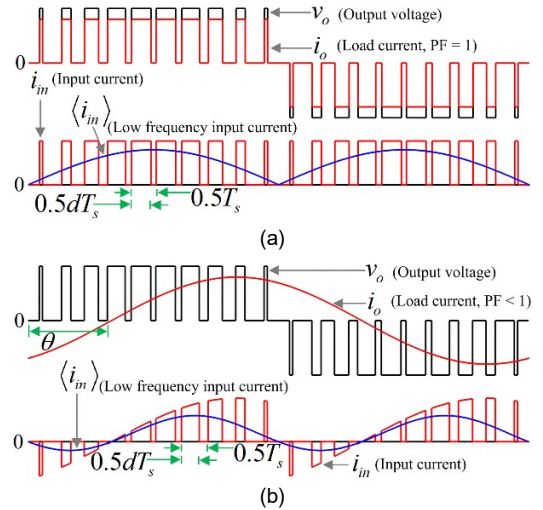 v_o (Output voltage)
i_o (Load current, PF = 1)
0
i_in (Input current)
⟨i_in⟩ (Low frequency input current)
0
0.5dT_s
0.5T_s
(a)
v_o (Output voltage)
i_o (Load current, PF < 1)
0
θ
⟨i_in⟩ (Low frequency input current)
0
0.5dT_s
0.5T_s
i_in (Input current)
(b)